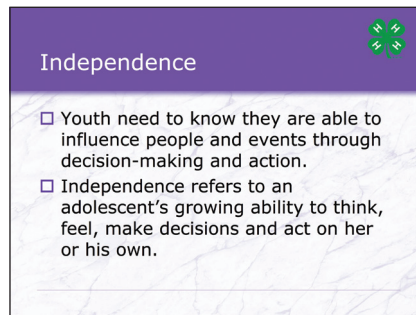 H H
H H
Independence
Youth need to know they are able to
influence people and events through
decision-making and action.
Independence refers to an
adolescent's growing ability to think,
feel, make decisions and act on her
or his own.